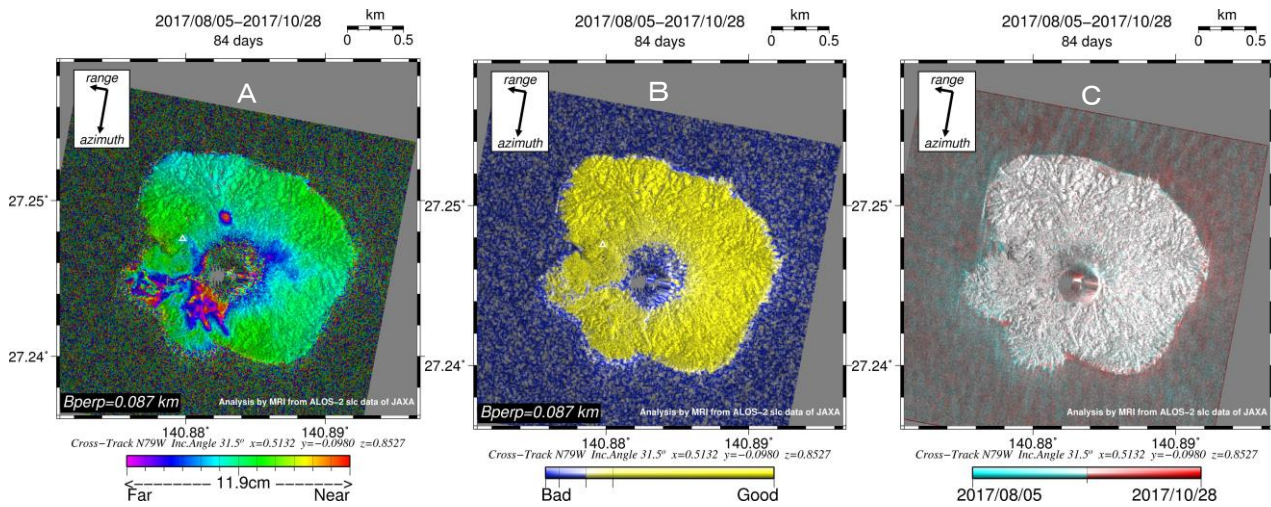 2017/08/05−2017/10/28
84 days
km
0 0.5
A
range
azimuth
27.25˚
27.24˚
Bperp=0.087 km
Analysis by MRI from ALOS−2 slc data of JAXA
140.88˚ 140.89˚
Cross−Track N79W Inc.Angle 31.5° x=0.5132 y=−0.0980 z=0.8527
<−−−− 11.9cm −−−−>
Far Near
2017/08/05−2017/10/28
84 days
km
0 0.5
B
range
azimuth
27.25˚
27.24˚
Bperp=0.087 km
Analysis by MRI from ALOS−2 slc data of JAXA
140.88˚ 140.89˚
Cross−Track N79W Inc.Angle 31.5° x=0.5132 y=−0.0980 z=0.8527
Bad Good
2017/08/05−2017/10/28
84 days
km
0 0.5
C
range
azimuth
27.25˚
27.24˚
Analysis by MRI from ALOS−2 slc data of JAXA
140.88˚ 140.89˚
Cross−Track N79W Inc.Angle 31.5° x=0.5132 y=−0.0980 z=0.8527
2017/08/05 2017/10/28